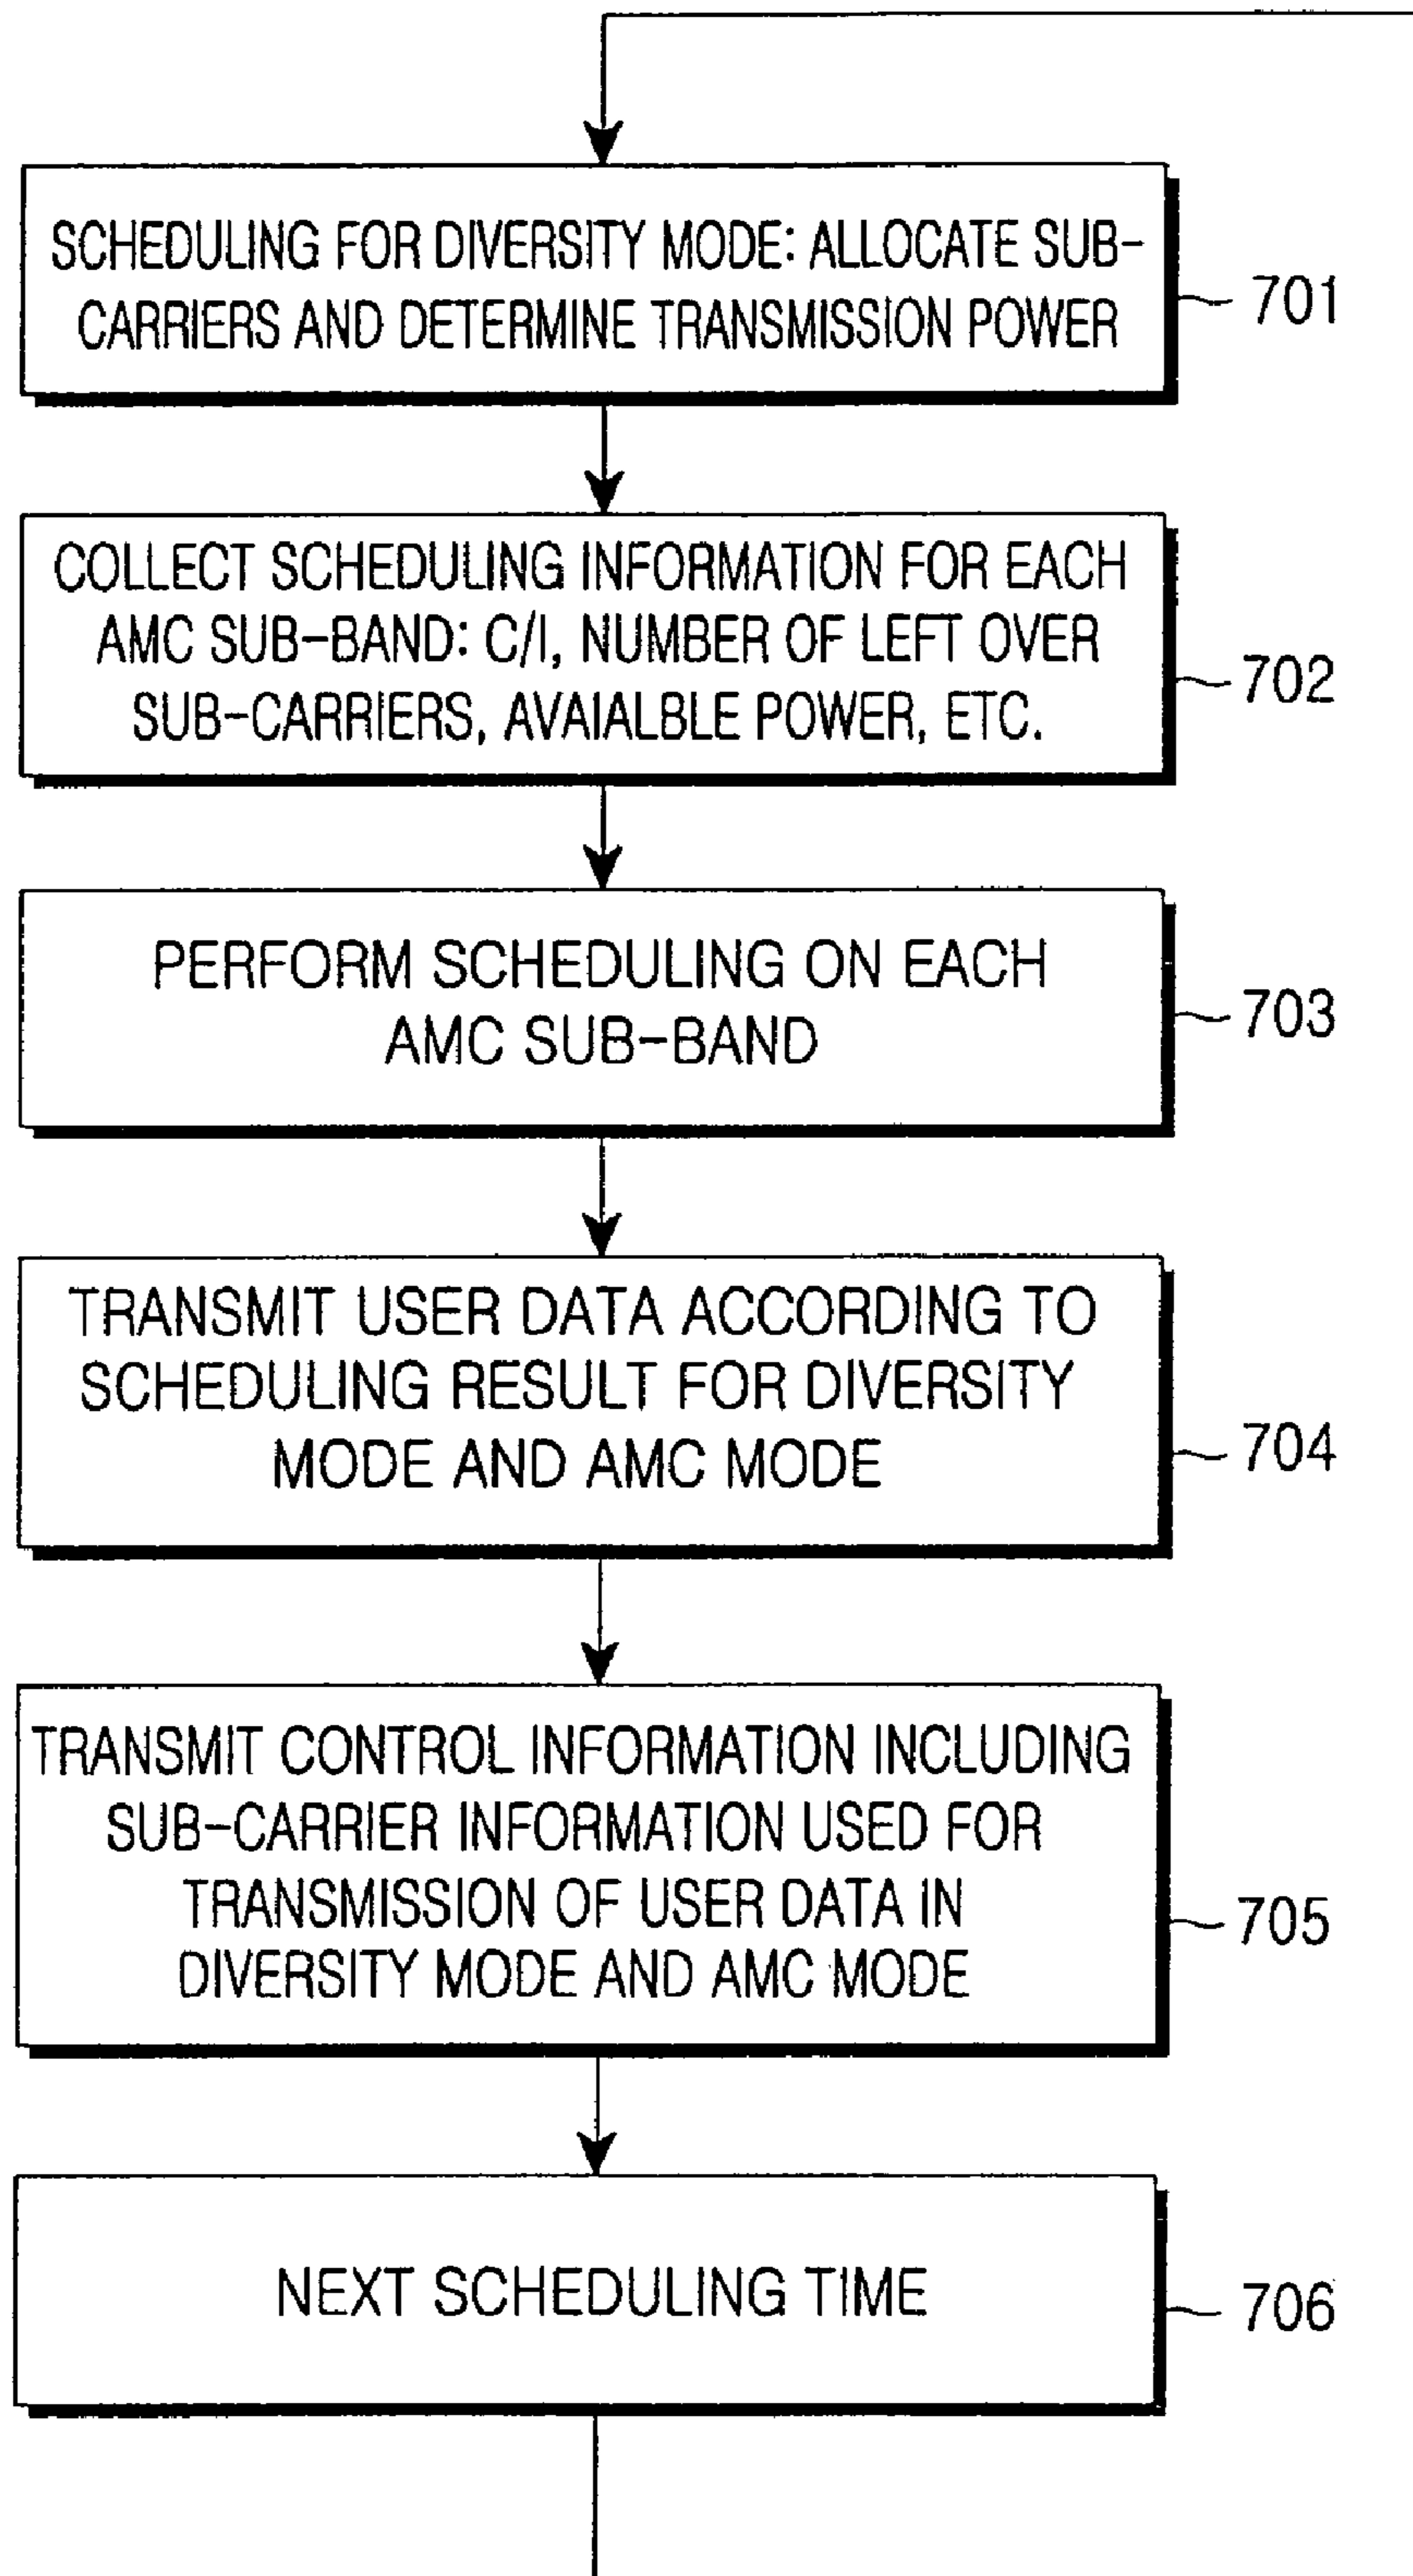 SCHEDULING FOR DIVERSITY MODE: ALLOCATE SUB-
CARRIERS AND DETERMINE TRANSMISSION POWER
701
COLLECT SCHEDULING INFORMATION FOR EACH
AMC SUB-BAND: C/I, NUMBER OF LEFT OVER
SUB-CARRIERS, AVAIALBLE POWER, ETC.
702
PERFORM SCHEDULING ON EACH
AMC SUB-BAND
703
TRANSMIT USER DATA ACCORDING TO
SCHEDULING RESULT FOR DIVERSITY
MODE AND AMC MODE
704
TRANSMIT CONTROL INFORMATION INCLUDING
SUB-CARRIER INFORMATION USED FOR
TRANSMISSION OF USER DATA IN
DIVERSITY MODE AND AMC MODE
705
NEXT SCHEDULING TIME
706